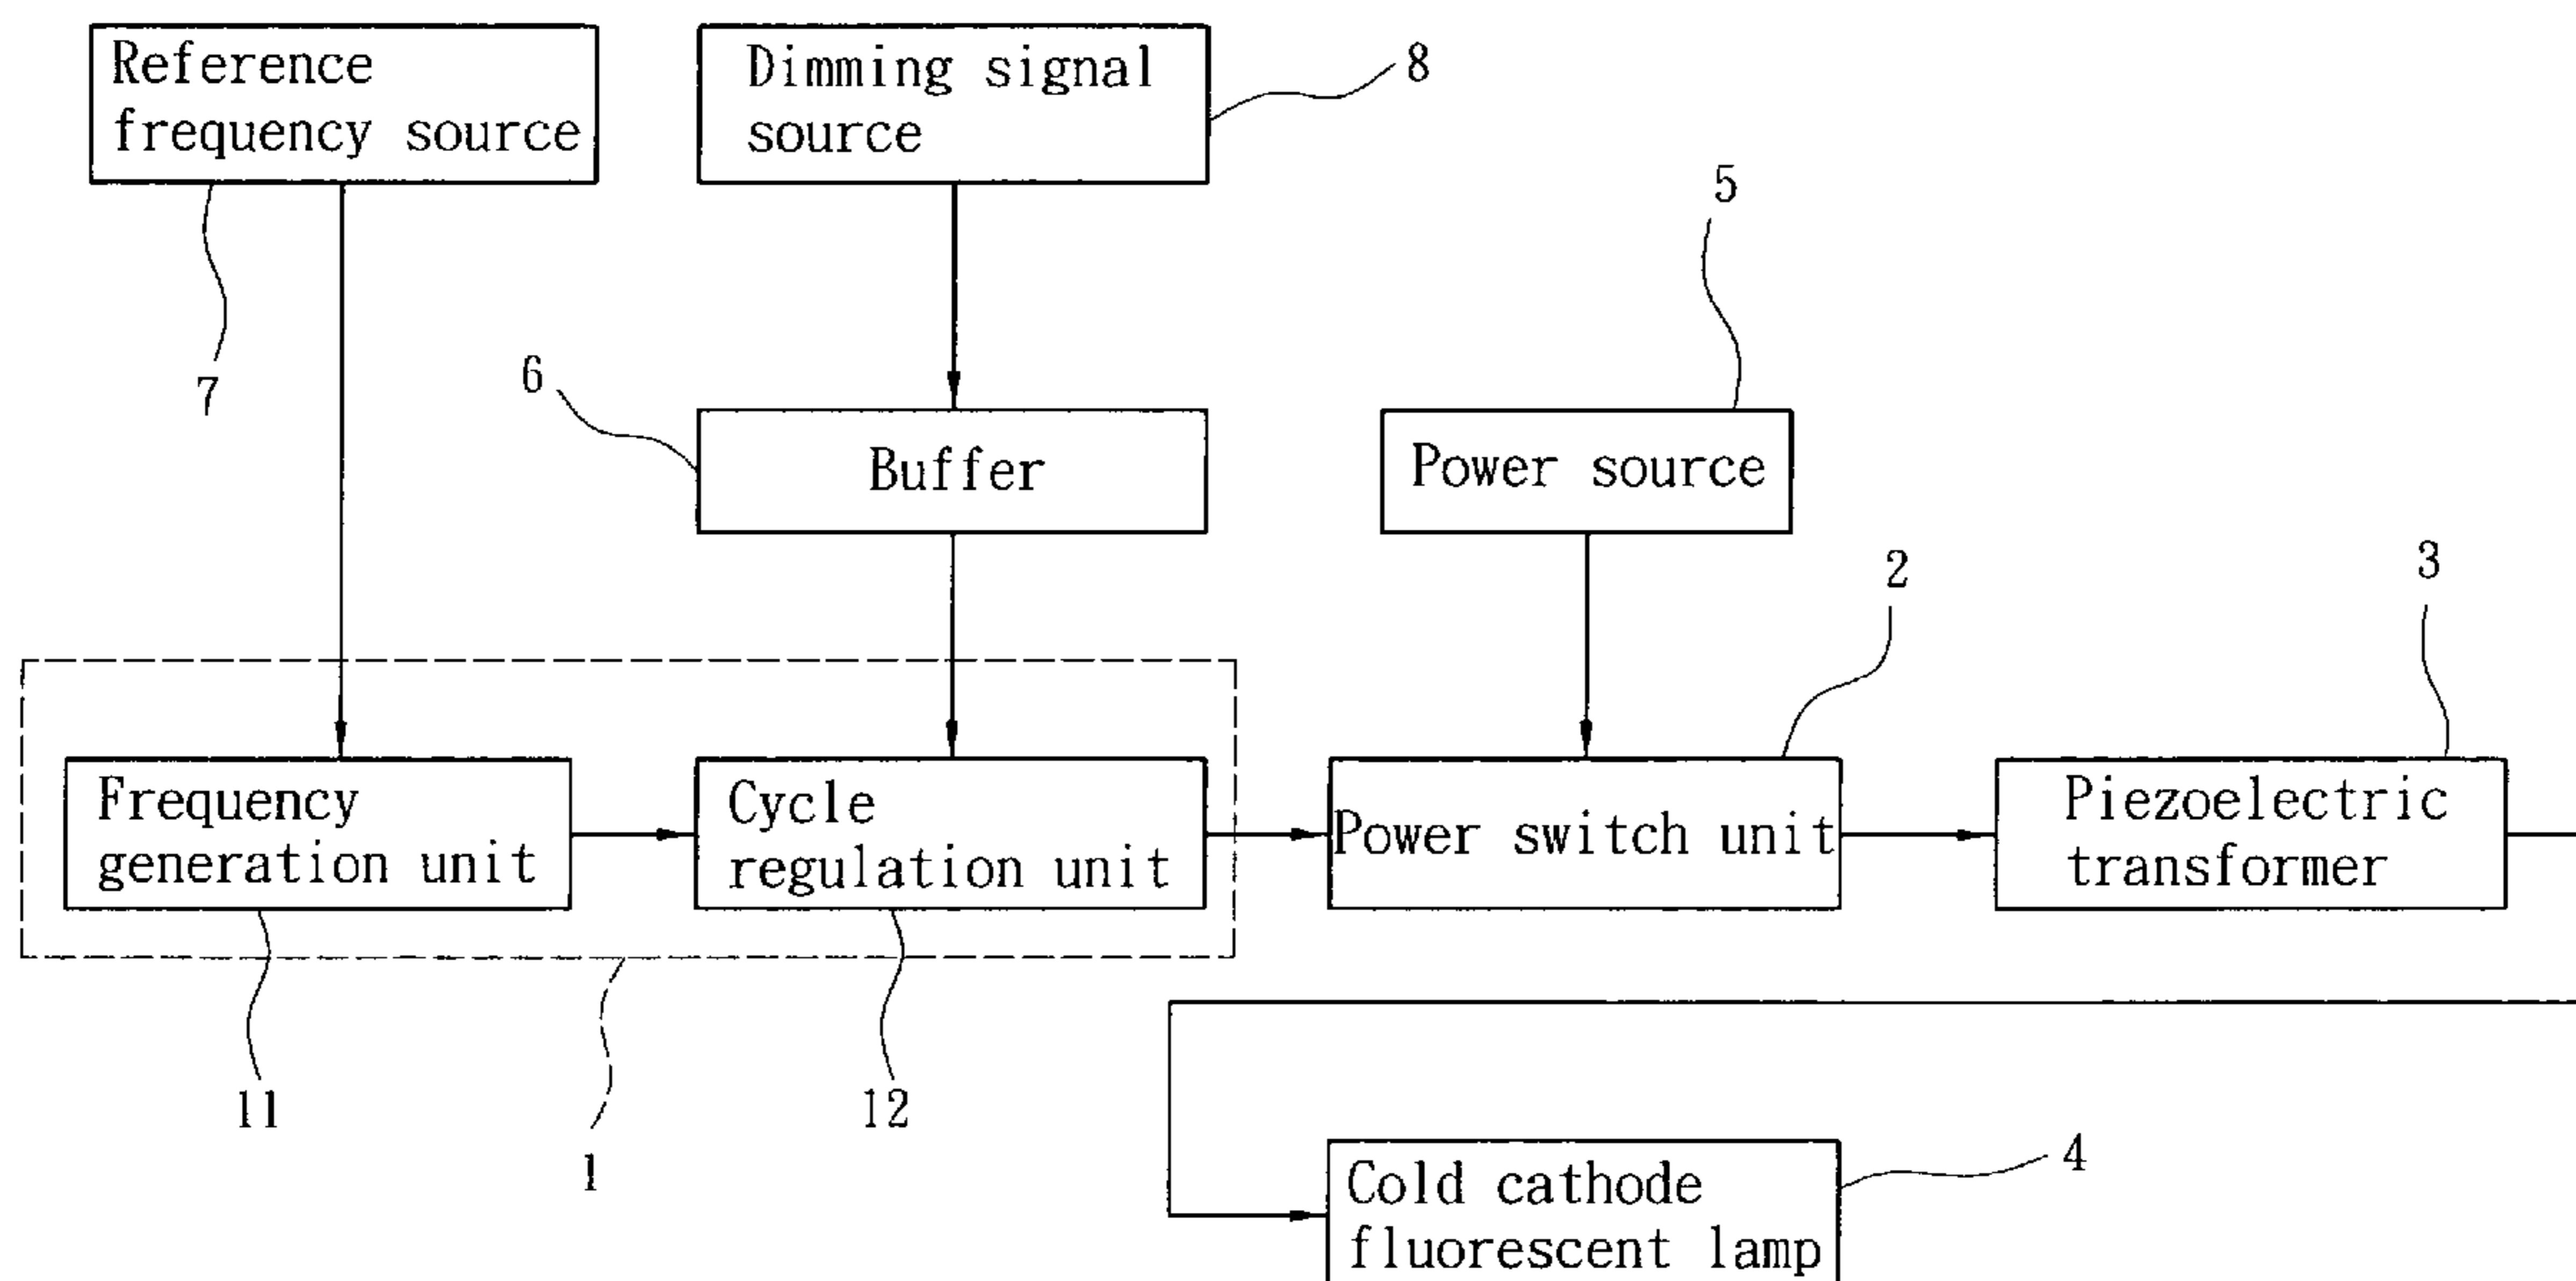 Reference
frequency source
Dimming signal
source
8
5
7
6
Buffer
Power source
2
3
Frequency
generation unit
Cycle
regulation unit
Power switch unit
Piezoelectric
transformer
11
12
1
Cold cathode
fluorescent lamp
4